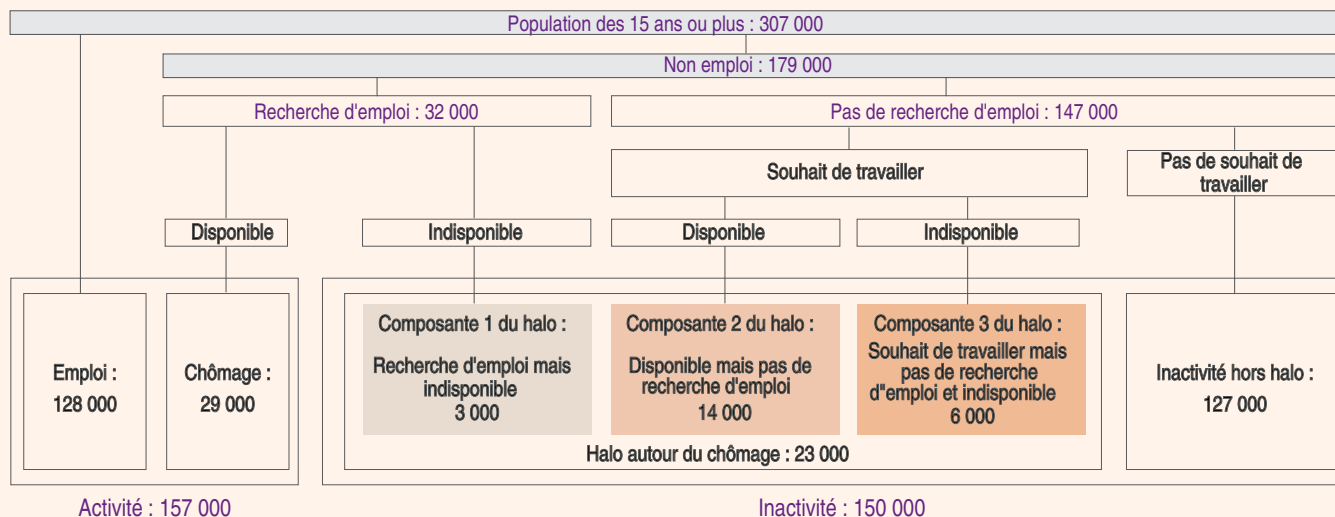 Population des 15 ans ou plus : 307 000
Non emploi : 179 000
Recherche d'emploi : 32 000
Pas de recherche d'emploi : 147 000
Souhait de travailler
Pas de souhait de
travailler
Disponible
Indisponible
Disponible
Indisponible
Emploi :
128 000
Chômage :
29 000
Composante 1 du halo :
Recherche d'emploi mais
indisponible
3 000
Composante 2 du halo :
Disponible mais pas de
recherche d'emploi
14 000
Composante 3 du halo :
Souhait de travailler mais
pas de recherche
d"emploi et indisponible
6 000
Inactivité hors halo :
127 000
Halo autour du chômage : 23 000
Activité : 157 000
Inactivité : 150 000